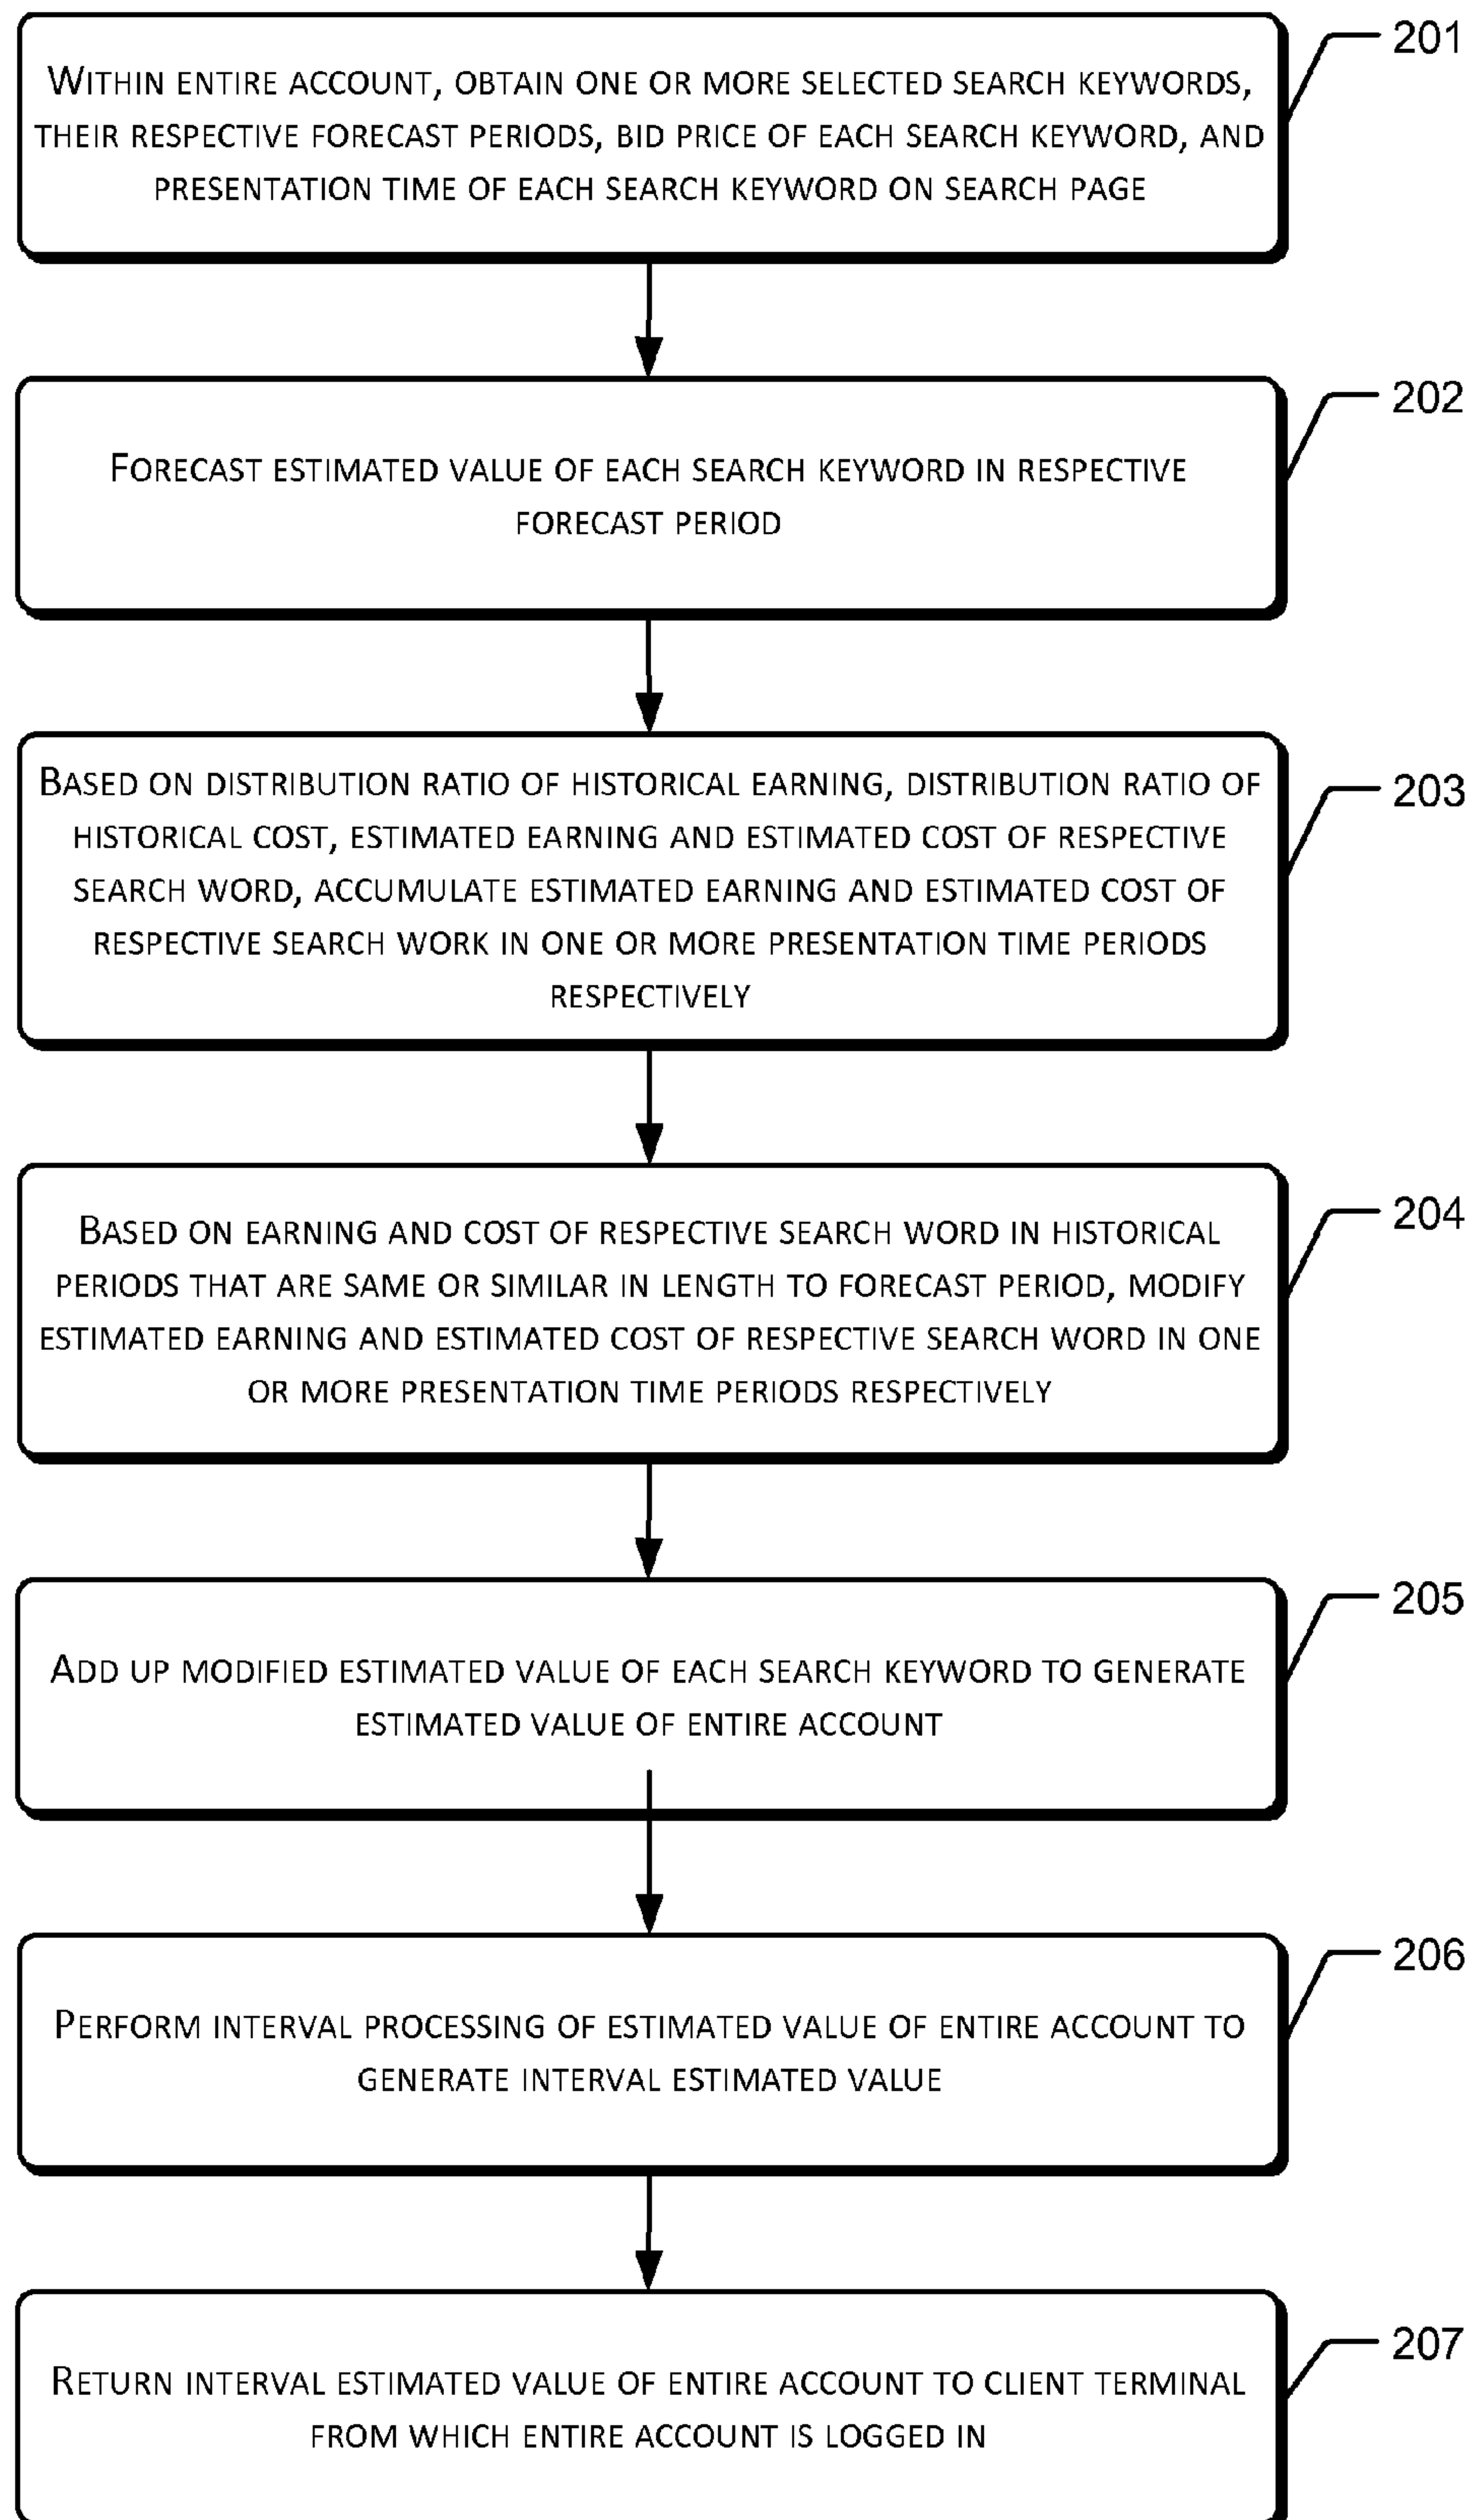 201
WITHIN ENTIRE ACCOUNT, OBTAIN ONE OR MORE SELECTED SEARCH KEYWORDS,
THEIR RESPECTIVE FORECAST PERIODS, BID PRICE OF EACH SEARCH KEYWORD, AND
PRESENTATION TIME OF EACH SEARCH KEYWORD ON SEARCH PAGE
202
FORECAST ESTIMATED VALUE OF EACH SEARCH KEYWORD IN RESPECTIVE
FORECAST PERIOD
203
BASED ON DISTRIBUTION RATIO OF HISTORICAL EARNING, DISTRIBUTION RATIO OF
HISTORICAL COST, ESTIMATED EARNING AND ESTIMATED COST OF RESPECTIVE
SEARCH WORD, ACCUMULATE ESTIMATED EARNING AND ESTIMATED COST OF
RESPECTIVE SEARCH WORK IN ONE OR MORE PRESENTATION TIME PERIODS
RESPECTIVELY
204
BASED ON EARNING AND COST OF RESPECTIVE SEARCH WORD IN HISTORICAL
PERIODS THAT ARE SAME OR SIMILAR IN LENGTH TO FORECAST PERIOD, MODIFY
ESTIMATED EARNING AND ESTIMATED COST OF RESPECTIVE SEARCH WORD IN ONE
OR MORE PRESENTATION TIME PERIODS RESPECTIVELY
205
ADD UP MODIFIED ESTIMATED VALUE OF EACH SEARCH KEYWORD TO GENERATE
ESTIMATED VALUE OF ENTIRE ACCOUNT
206
PERFORM INTERVAL PROCESSING OF ESTIMATED VALUE OF ENTIRE ACCOUNT TO
GENERATE INTERVAL ESTIMATED VALUE
207
RETURN INTERVAL ESTIMATED VALUE OF ENTIRE ACCOUNT TO CLIENT TERMINAL
FROM WHICH ENTIRE ACCOUNT IS LOGGED IN